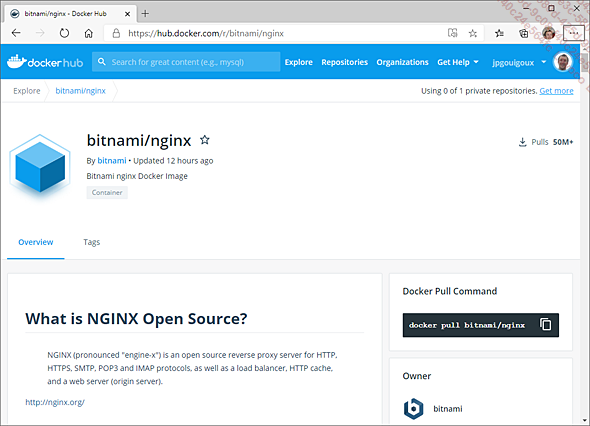 bitnami/nginx - Docker Hub
https://hub.docker.com/r/bitnami/nginx
docker hub
Search for great content (e.g., mysql)
Explore
Repositories
Organizations
Get Help
jpgouigoux
Explore
bitnami/nginx
Using 0 of 1 private repositories. Get more
bitnami/nginx
Pulls 50M+
By bitnami • Updated 12 hours ago
Bitnami nginx Docker Image
Container
Overview
Tags
What is NGINX Open Source?
NGINX (pronounced "engine-x") is an open source reverse proxy server for HTTP,
HTTPS, SMTP, POP3 and IMAP protocols, as well as a load balancer, HTTP cache,
and a web server (origin server).
http://nginx.org/
Docker Pull Command
docker pull bitnami/nginx
Owner
bitnami